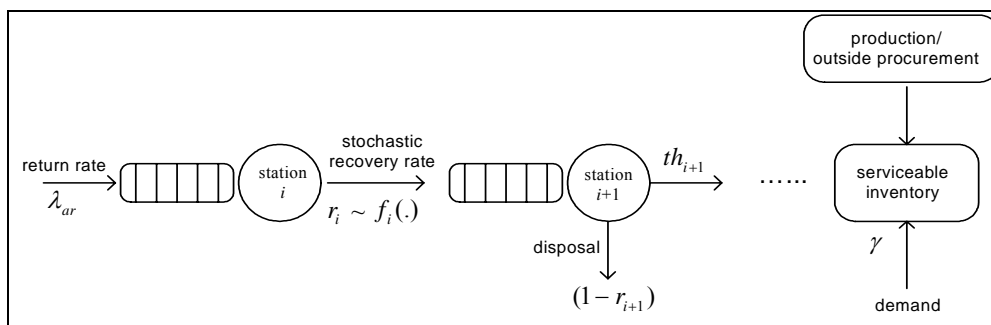 production/
outside procurement
return rate
λ_ar
station
i
stochastic
recovery rate
r_i ~ f_i(.)
station
i+1
th_{i+1}
disposal
(1 − r_{i+1})
……
serviceable
inventory
γ
demand